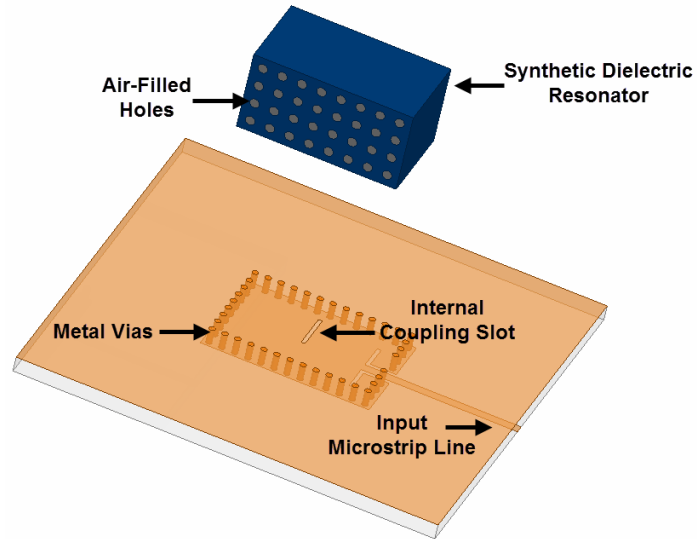 Air-Filled
Holes
Synthetic Dielectric
Resonator
Metal Vias
Internal
Coupling Slot
Input
Microstrip Line